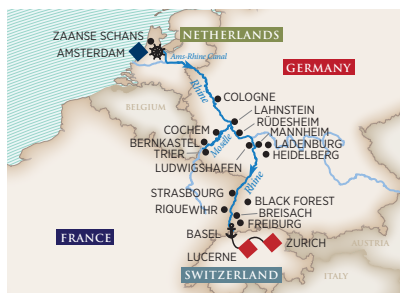 ZAANSE SCHANS
NETHERLANDS
AMSTERDAM
Ams-Rhine Canal
GERMANY
Rhine
COLOGNE
BELGIUM
LAHNSTEIN
RÜDESHEIM
COCHEM
MANNHEIM
BERNKASTEL
Moselle
LADENBURG
TRIER
HEIDELBERG
LUDWIGSHAFEN
Rhine
STRASBOURG
BLACK FOREST
RIQUEWIHR
BREISACH
FREIBURG
FRANCE
BASEL
ZURICH
AUSTRIA
LUCERNE
SWITZERLAND
ITALY